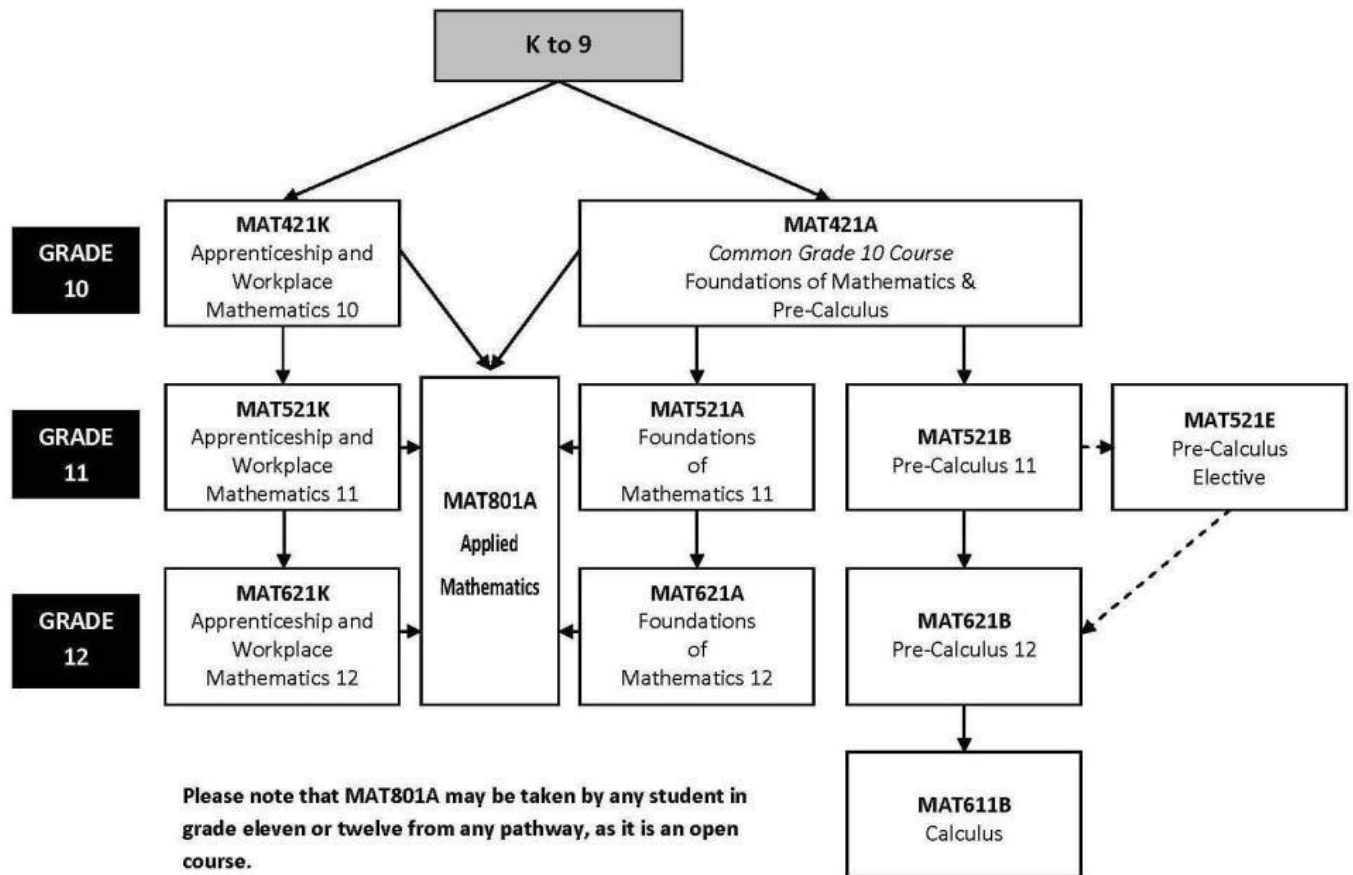 K to 9
GRADE
10
MAT421K
Apprenticeship and
Workplace
Mathematics 10
MAT421A
Common Grade 10 Course
Foundations of Mathematics &
Pre-Calculus
GRADE
11
MAT521K
Apprenticeship and
Workplace
Mathematics 11
MAT801A
Applied
Mathematics
MAT521A
Foundations
of
Mathematics 11
MAT521B
Pre-Calculus 11
MAT521E
Pre-Calculus
Elective
GRADE
12
MAT621K
Apprenticeship and
Workplace
Mathematics 12
MAT621A
Foundations
of
Mathematics 12
MAT621B
Pre-Calculus 12
MAT611B
Calculus
Please note that MAT801A may be taken by any student in
grade eleven or twelve from any pathway, as it is an open
course.